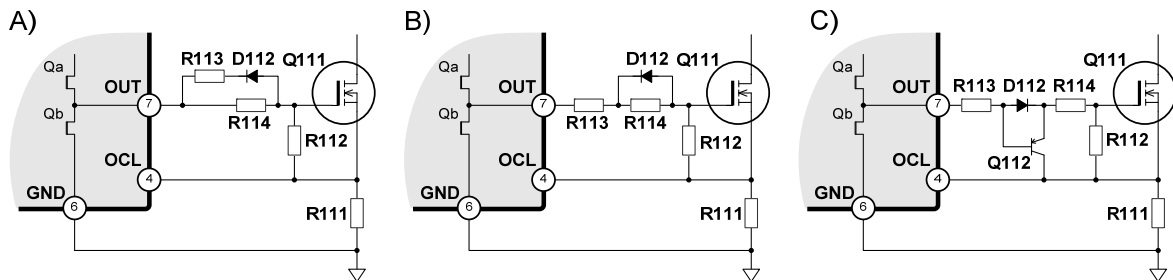 A)
R113 D112 Q111
Qa
OUT
7
Qb
R114
R112
OCL
4
GND
6
R111
B)
D112 Q111
Qa
OUT
7
Qb
R113 R114
R112
OCL
4
GND
6
R111
C)
Q111
Qa
R113 D112 R114
OUT
7
Qb
R112
OCL
Q112
4
GND
6
R111